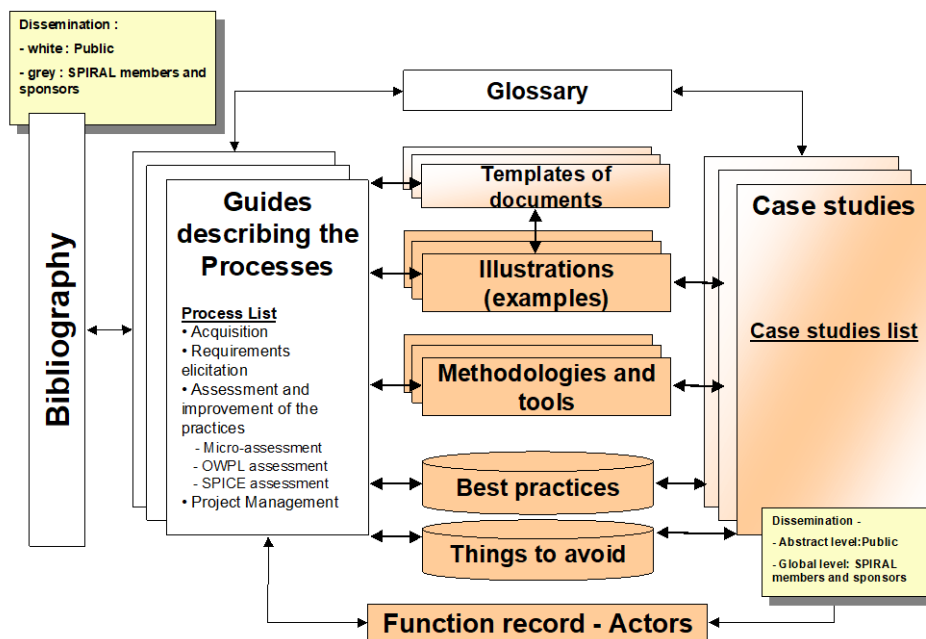 Dissemination :
- white : Public
- grey : SPIRAL members and
sponsors
Bibliography
Glossary
Guides
describing the
Processes
Process List
• Acquisition
• Requirements
elicitation
• Assessment and
improvement of the
practices
- Micro-assessment
- OWPL assessment
- SPICE assessment
• Project Management
Templates of
documents
Illustrations
(examples)
Methodologies and
tools
Best practices
Things to avoid
Function record - Actors
Case studies
Case studies list
Dissemination -
- Abstract level:Public
- Global level: SPIRAL
members and sponsors